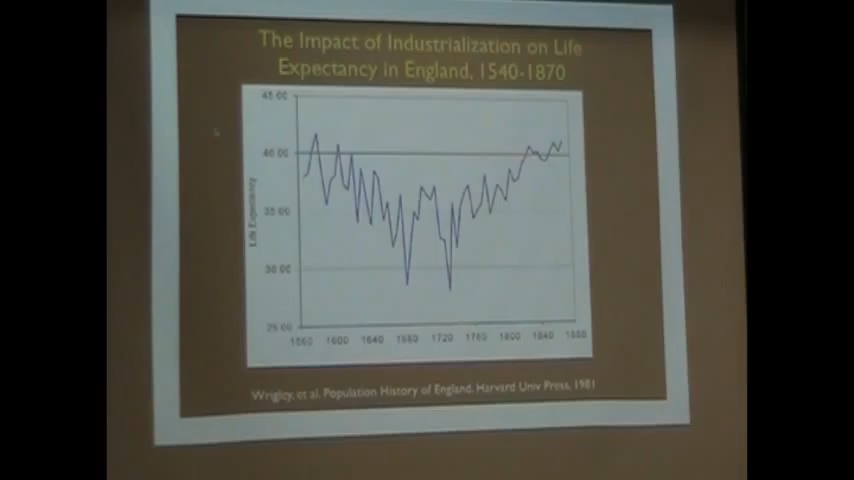 The Impact of Industrialization on Life
Expectancy in England, 1540-1870
45.00
40.00
35.00
30.00
25.00
Life Expectancy
1560 1600 1640 1680 1720 1760 1800 1840 1880
Wrigley, et al. Population History of England. Harvard Univ Press, 1981